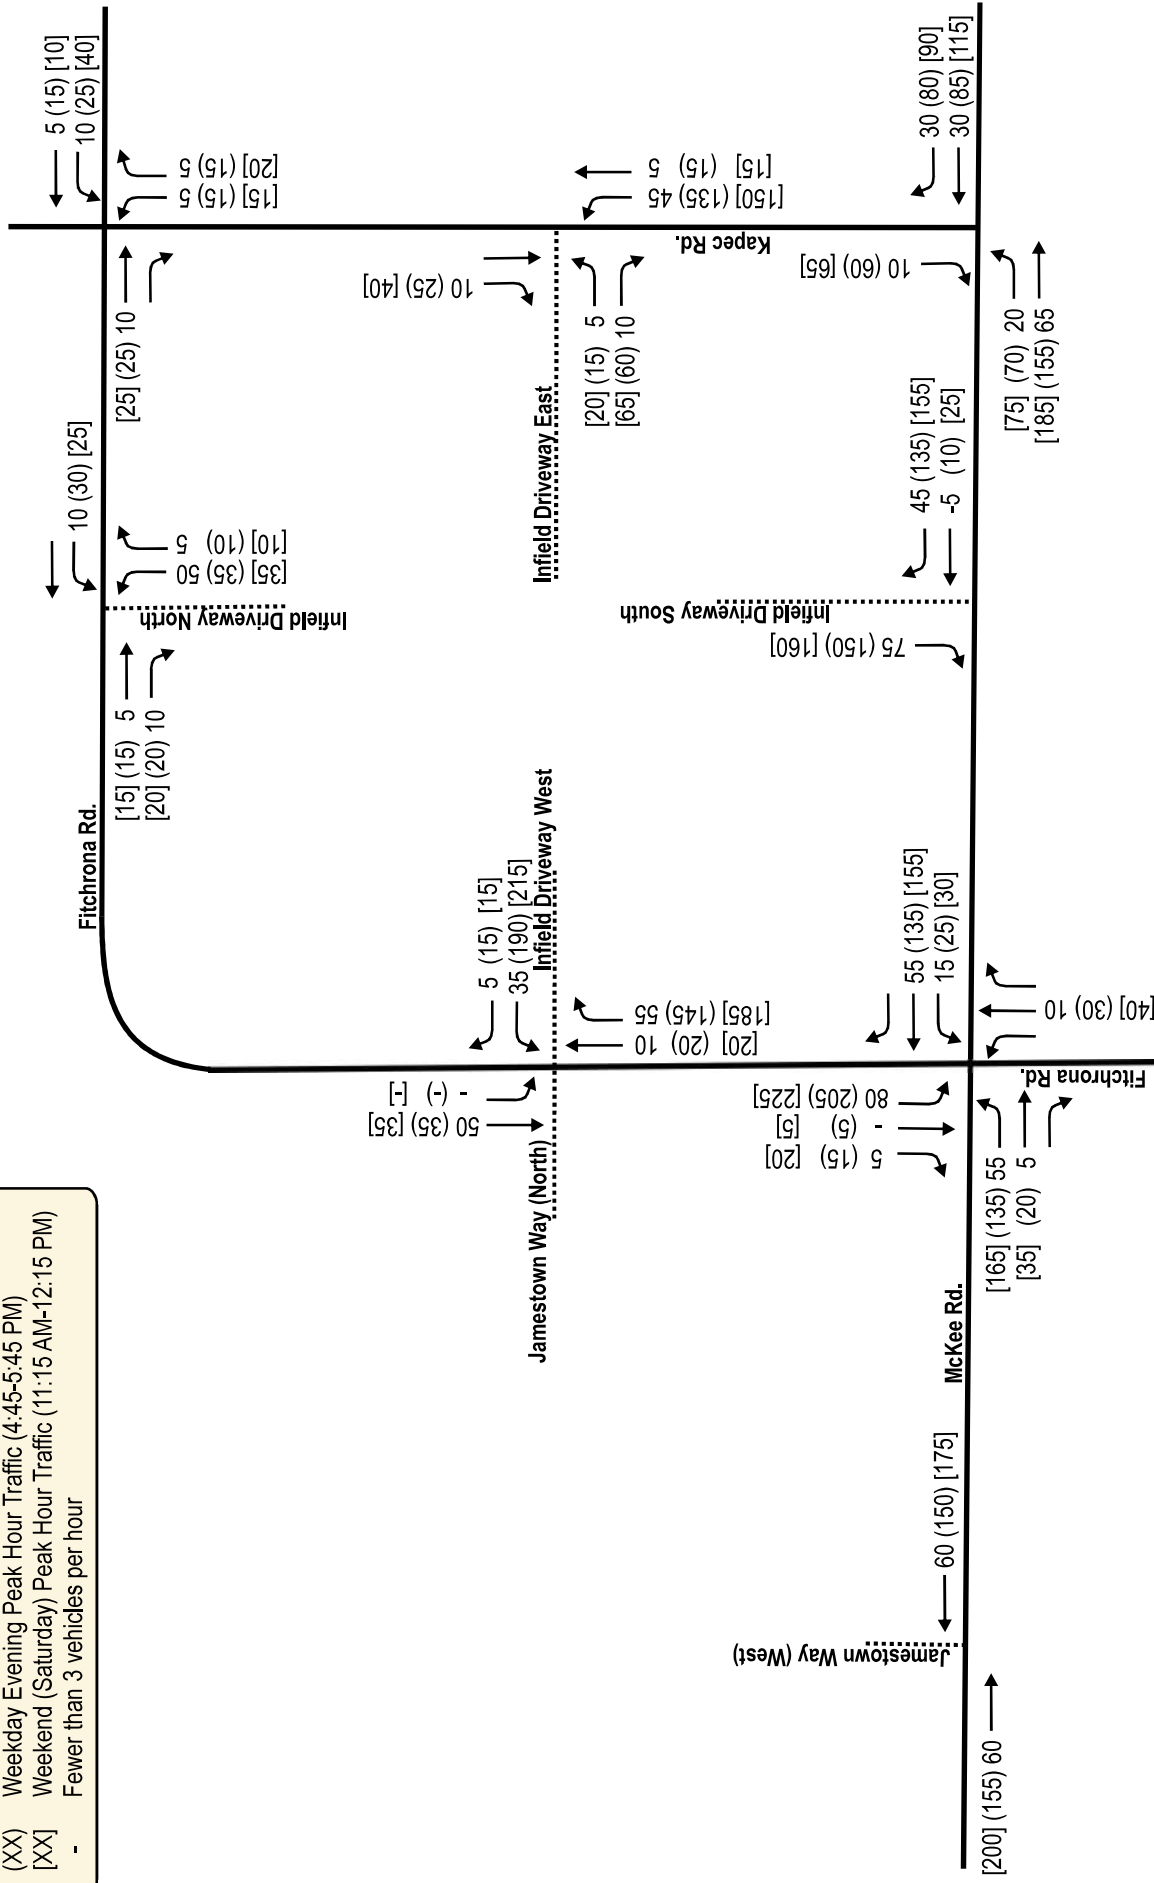 (XX) Weekday Evening Peak Hour Traffic (4:45-5:45 PM)
[XX] Weekend (Saturday) Peak Hour Traffic (11:15 AM-12:15 PM)
- Fewer than 3 vehicles per hour
5 (15) [10]
10 (25) [40]
[20] (15) 5
[15] (15) 5
[25] (25) 10
10 (30) [25]
[10] (10) 5
[35] (35) 50
Infield Driveway North
[15] (15) 5
[20] (20) 10
Fitchrona Rd.
Kapec Rd.
[15] (15) 5
[150] (135) 45
10 (25) [40]
[20] (15) 5
[65] (60) 10
Infield Driveway East
Infield Driveway West
5 (15) [15]
35 (190) [215]
[185] (145) 55
[20] (20) 10
- (-) [-]
50 (35) [35]
Jamestown Way (North)
30 (80) [90]
30 (85) [115]
10 (60) [65]
[75] (70) 20
[185] (155) 65
45 (135) [155]
-5 (10) [25]
Infield Driveway South
75 (150) [160]
55 (135) [155]
15 (25) [30]
[40] (30) 10
Fitchrona Rd.
80 (205) [225]
- (5) [5]
5 (15) [20]
[165] (135) 55
[35] (20) 5
McKee Rd.
60 (150) [175]
Jamestown Way (West)
[200] (155) 60